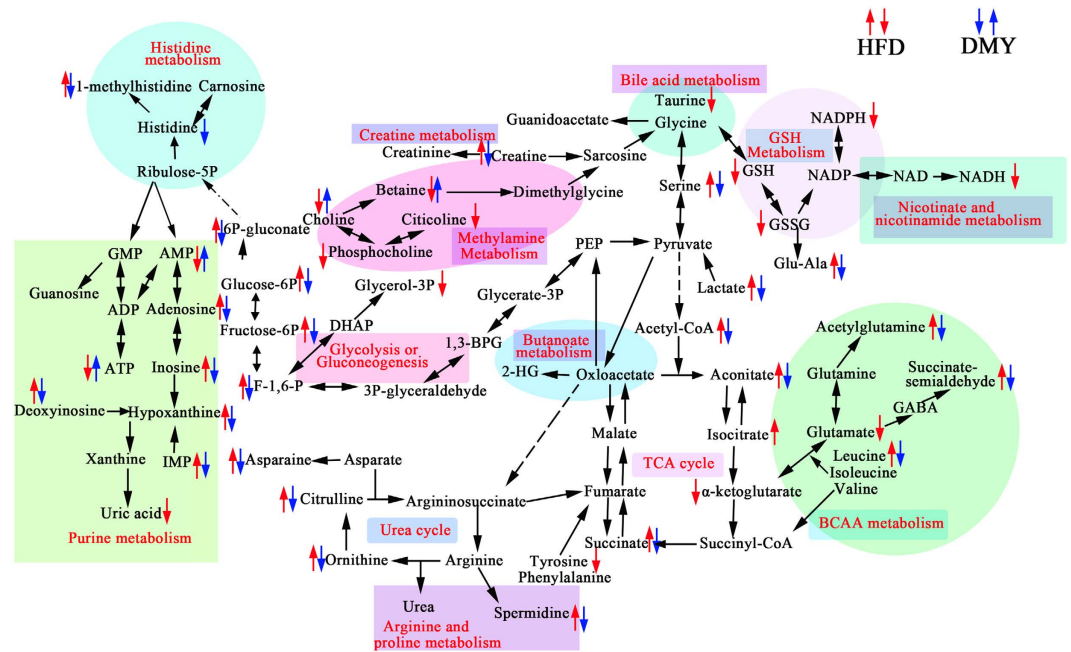 HFD
DMY
Histidine
metabolism
1-methylhistidine
Carnosine
Histidine
Ribulose-5P
6P-gluconate
Glucose-6P
Fructose-6P
F-1,6-P
GMP
AMP
Guanosine
ADP
Adenosine
ATP
Inosine
Deoxyinosine
Hypoxanthine
Xanthine
IMP
Uric acid
Purine metabolism
Creatine metabolism
Creatinine
Creatine
Sarcosine
Guanidoacetate
Betaine
Dimethylglycine
Choline
Citicoline
Phosphocholine
Methylamine
Metabolism
Glycerol-3P
DHAP
Glycolysis or
Gluconeogenesis
3P-glyceraldehyde
1,3-BPG
Glycerate-3P
PEP
Pyruvate
Bile acid metabolism
Taurine
Glycine
Serine
Lactate
Acetyl-CoA
GSH
Metabolism
GSH
GSSG
Glu-Ala
NADPH
NADP
NAD
NADH
Nicotinate and
nicotinamide metabolism
Butanoate
metabolism
2-HG
Oxloacetate
Aconitate
Isocitrate
α-ketoglutarate
Succinyl-CoA
Succinate
Fumarate
Malate
TCA cycle
Acetylglutamine
Glutamine
Succinate-
semialdehyde
GABA
Glutamate
Leucine
Isoleucine
Valine
BCAA metabolism
Asparaine
Asparate
Citrulline
Argininosuccinate
Urea cycle
Ornithine
Arginine
Tyrosine
Phenylalanine
Urea
Spermidine
Arginine and
proline metabolism